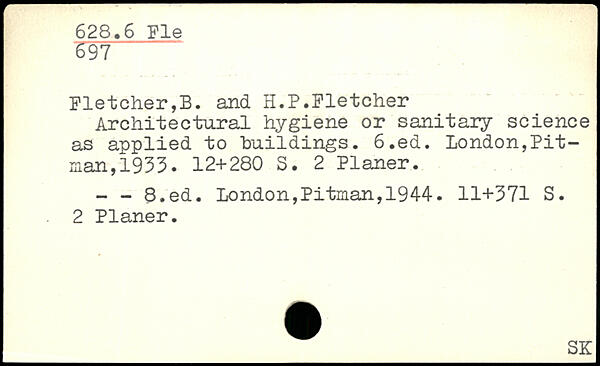 628.6 Fle
697
Fletcher,B. and H.P.Fletcher
Architectural hygiene or sanitary science
as applied to buildings. 6.ed. London,Pit-
man,1933. 12+280 S. 2 Planer.
- - 8.ed. London,Pitman,1944. 11+371 S.
2 Planer.
SK